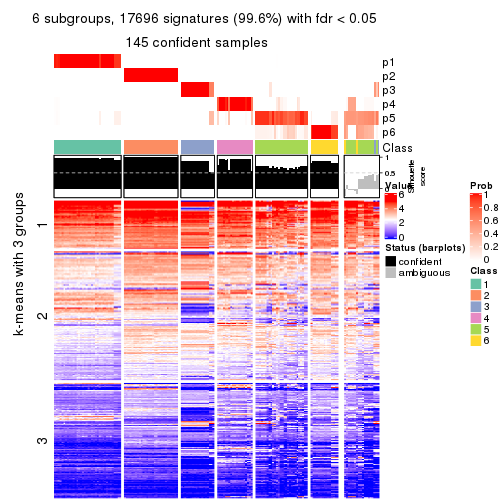 6 subgroups, 17696 signatures (99.6%) with fdr < 0.05
145 confident samples
p1
p2
p3
p4
p5
p6
Class
1
0.5
0
Silhouette
score
k-means with 3 groups
1
2
3
Value
6
4
2
0
Status (barplots)
confident
ambiguous
Prob
1
0.8
0.6
0.4
0.2
0
Class
1
2
3
4
5
6